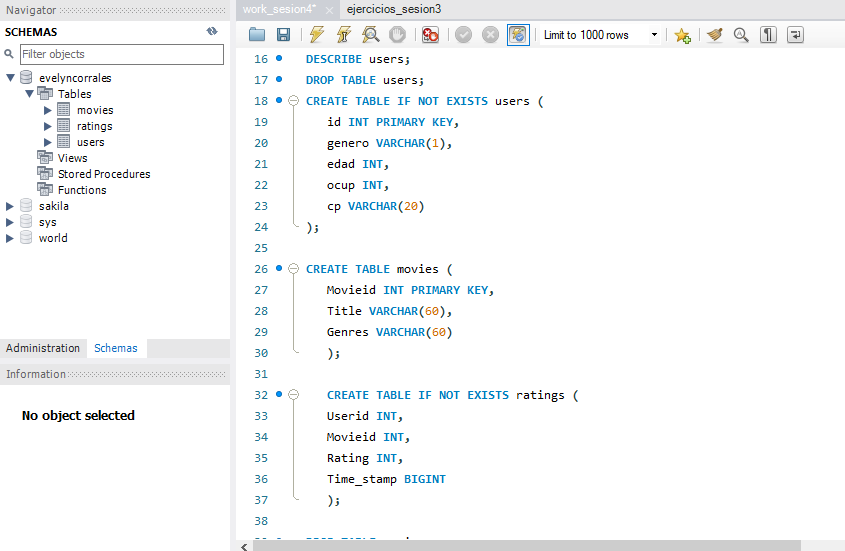 Navigator
SCHEMAS
Filter objects
evelyncorrales
Tables
movies
ratings
users
Views
Stored Procedures
Functions
sakila
sys
world
Administration Schemas
Information
No object selected
work_sesion4* ejercicios_sesion3
Limit to 1000 rows
16 DESCRIBE users;
17 DROP TABLE users;
18 CREATE TABLE IF NOT EXISTS users (
19 id INT PRIMARY KEY,
20 genero VARCHAR(1),
21 edad INT,
22 ocup INT,
23 cp VARCHAR(20)
24 );
25
26 CREATE TABLE movies (
27 Movieid INT PRIMARY KEY,
28 Title VARCHAR(60),
29 Genres VARCHAR(60)
30 );
31
32 CREATE TABLE IF NOT EXISTS ratings (
33 Userid INT,
34 Movieid INT,
35 Rating INT,
36 Time_stamp BIGINT
37 );
38